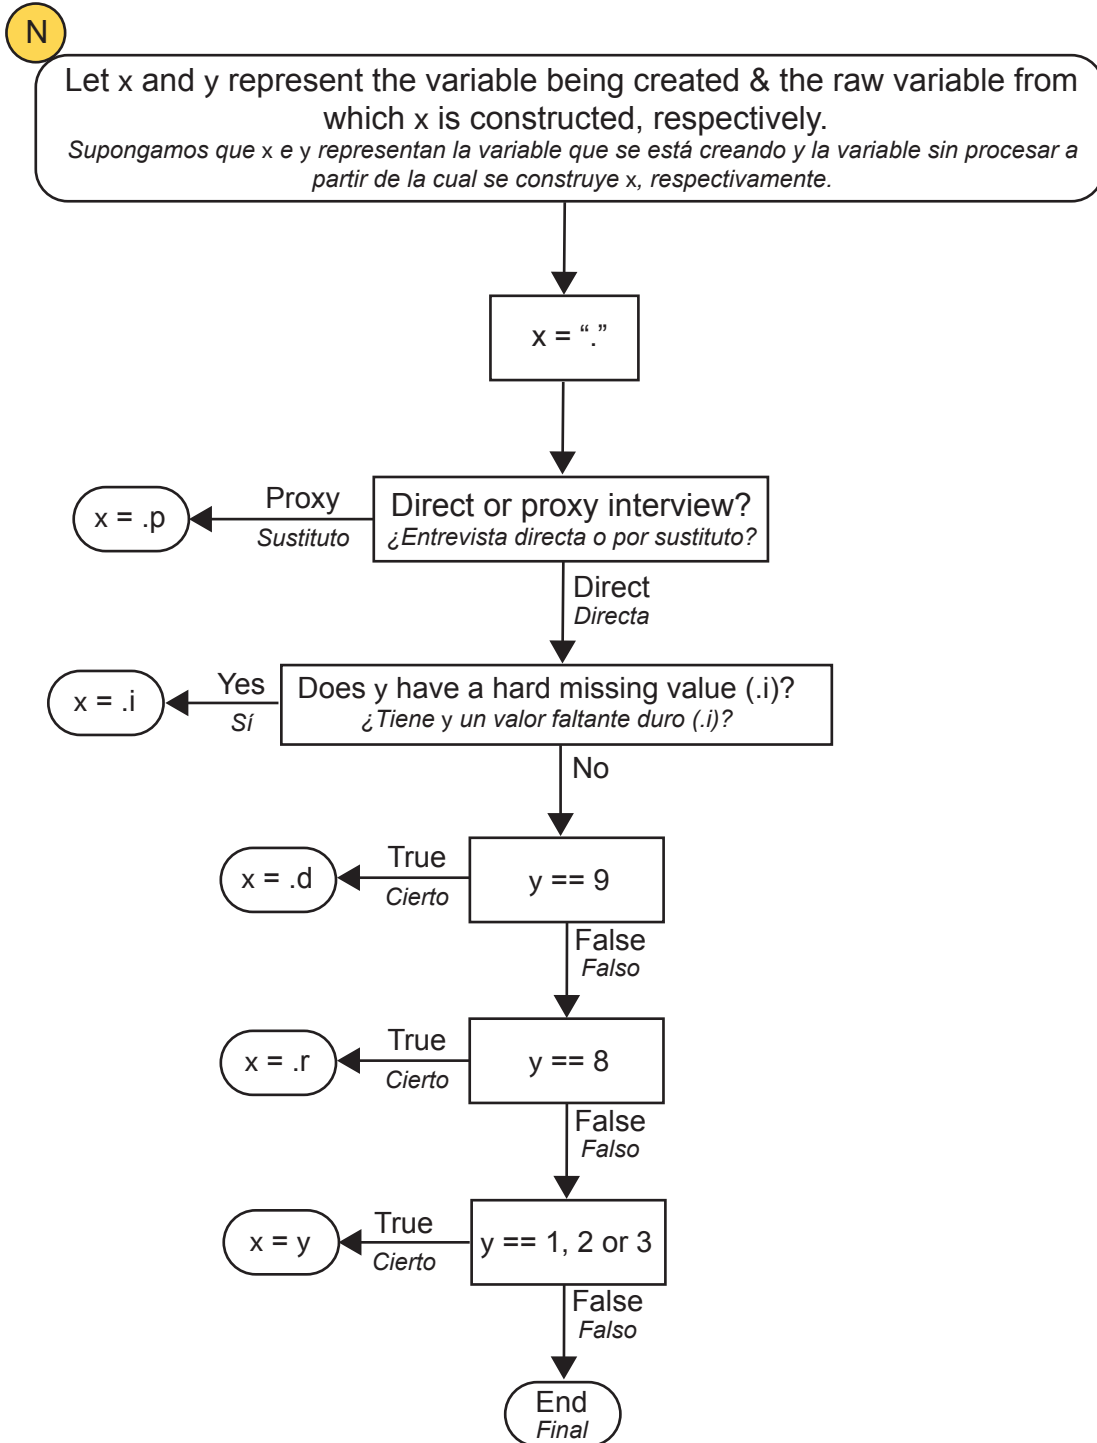 N
Let x and y represent the variable being created & the raw variable from
which x is constructed, respectively.
Supongamos que x e y representan la variable que se está creando y la variable sin procesar a
partir de la cual se construye x, respectivamente.
x = “.”
Direct or proxy interview?
¿Entrevista directa o por sustituto?
Proxy
Sustituto
x = .p
Direct
Directa
Does y have a hard missing value (.i)?
¿Tiene y un valor faltante duro (.i)?
Yes
Sí
x = .i
No
y == 9
True
Cierto
x = .d
False
Falso
y == 8
True
Cierto
x = .r
False
Falso
y == 1, 2 or 3
True
Cierto
x = y
False
Falso
End
Final